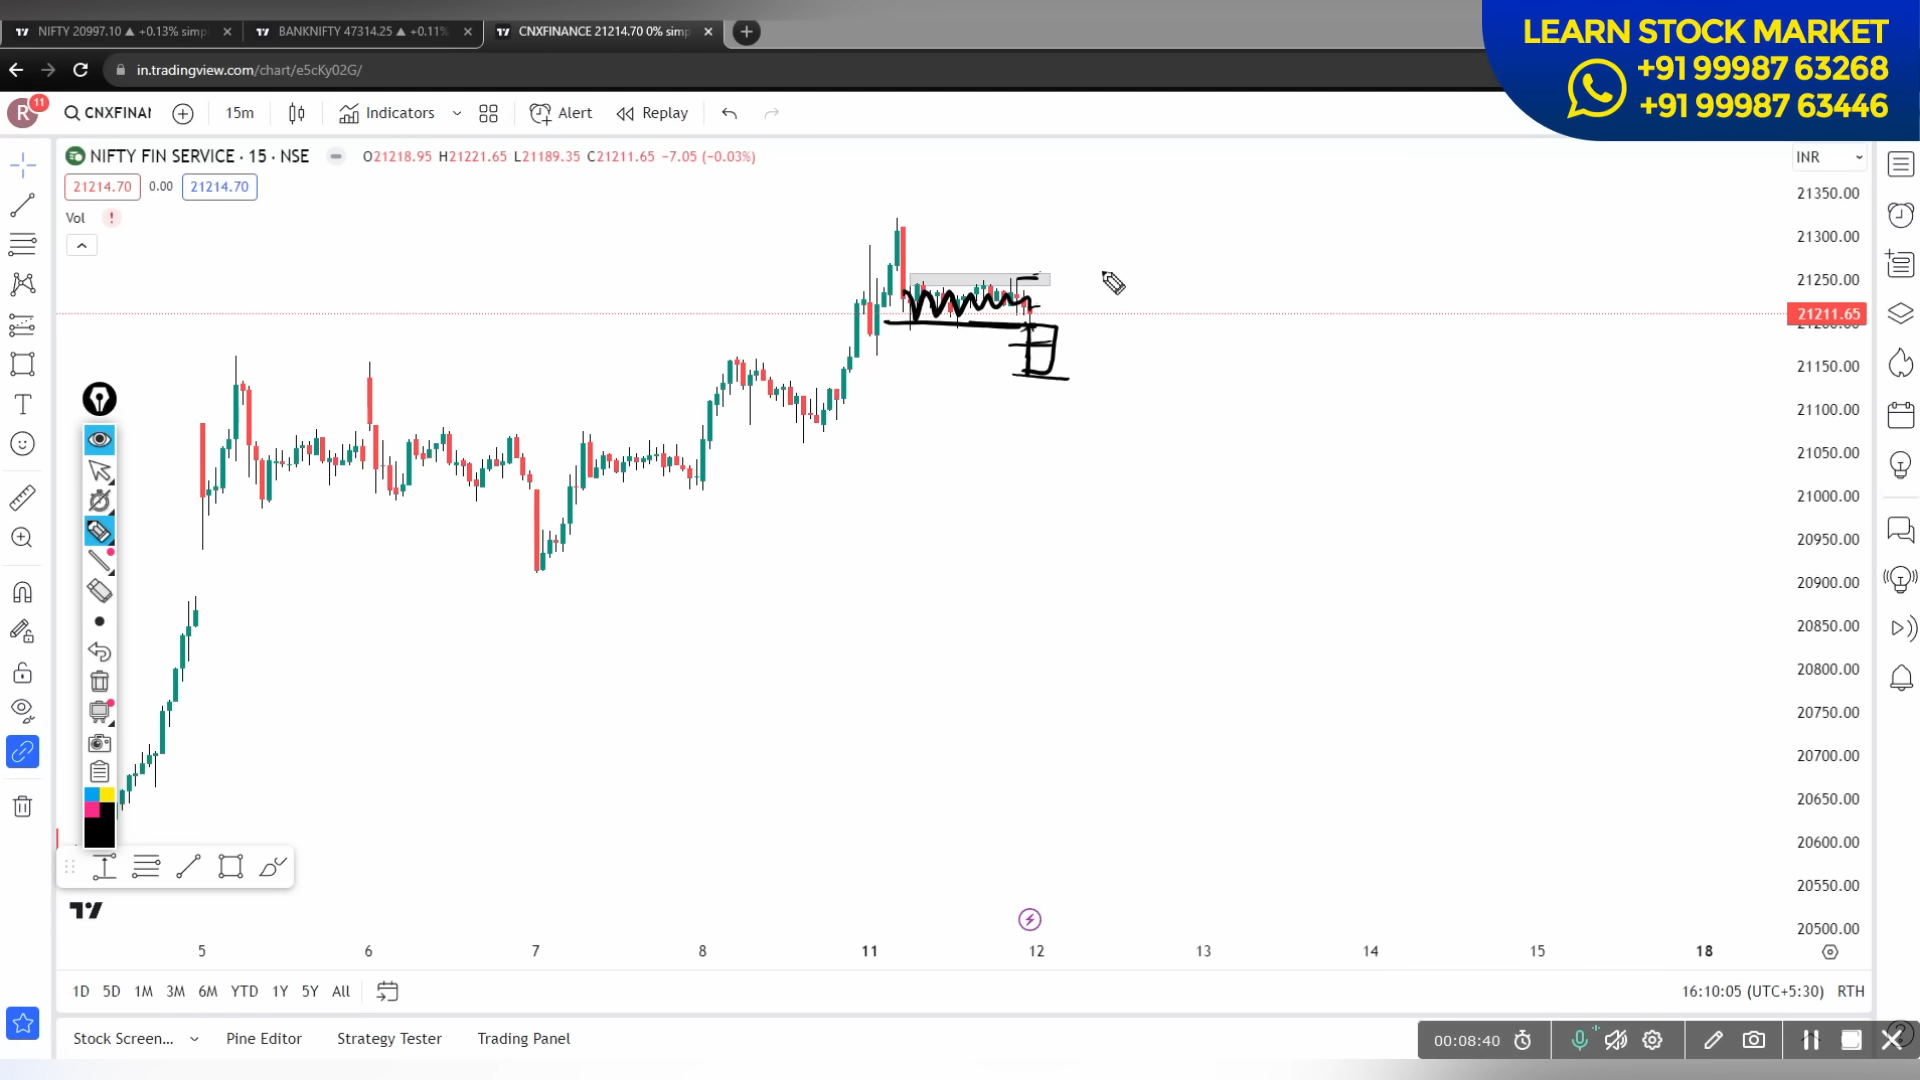 NIFTY 20997.10 ▲ +0.13% simp
BANKNIFTY 47314.25 ▲ +0.11%
CNXFINANCE 21214.70 0% simp
LEARN STOCK MARKET
+91 99987 63268
+91 99987 63446
in.tradingview.com/chart/e5cKy02G/
R
11
CNXFINAN
15m
Indicators
Alert
Replay
NIFTY FIN SERVICE · 15 · NSE
O21218.95 H21221.65 L21189.35 C21211.65 −7.05 (−0.03%)
INR
21214.70 0.00 21214.70
Vol
21350.00
21300.00
21250.00
21211.65
21150.00
21100.00
21050.00
21000.00
20950.00
20900.00
20850.00
20800.00
20750.00
20700.00
20650.00
20600.00
20550.00
20500.00
5 6 7 8 11 12 13 14 15 18
1D 5D 1M 3M 6M YTD 1Y 5Y All
16:10:05 (UTC+5:30) RTH
Stock Screen... Pine Editor Strategy Tester Trading Panel
00:08:40